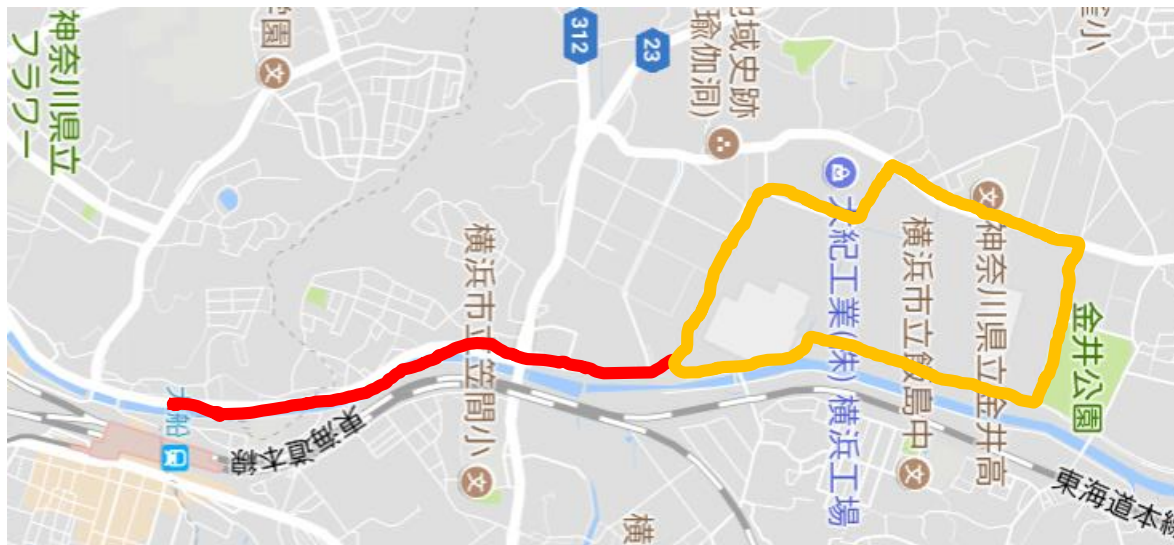 神奈川県立
フラワー
園
312
23
域史跡
瑜伽洞)
小
大紀工業(株) 横浜工場
横浜市立飯島中
神奈川県立金井高
金井公園
横浜市立笠間小
大船
東海道本線
東海道本線
横